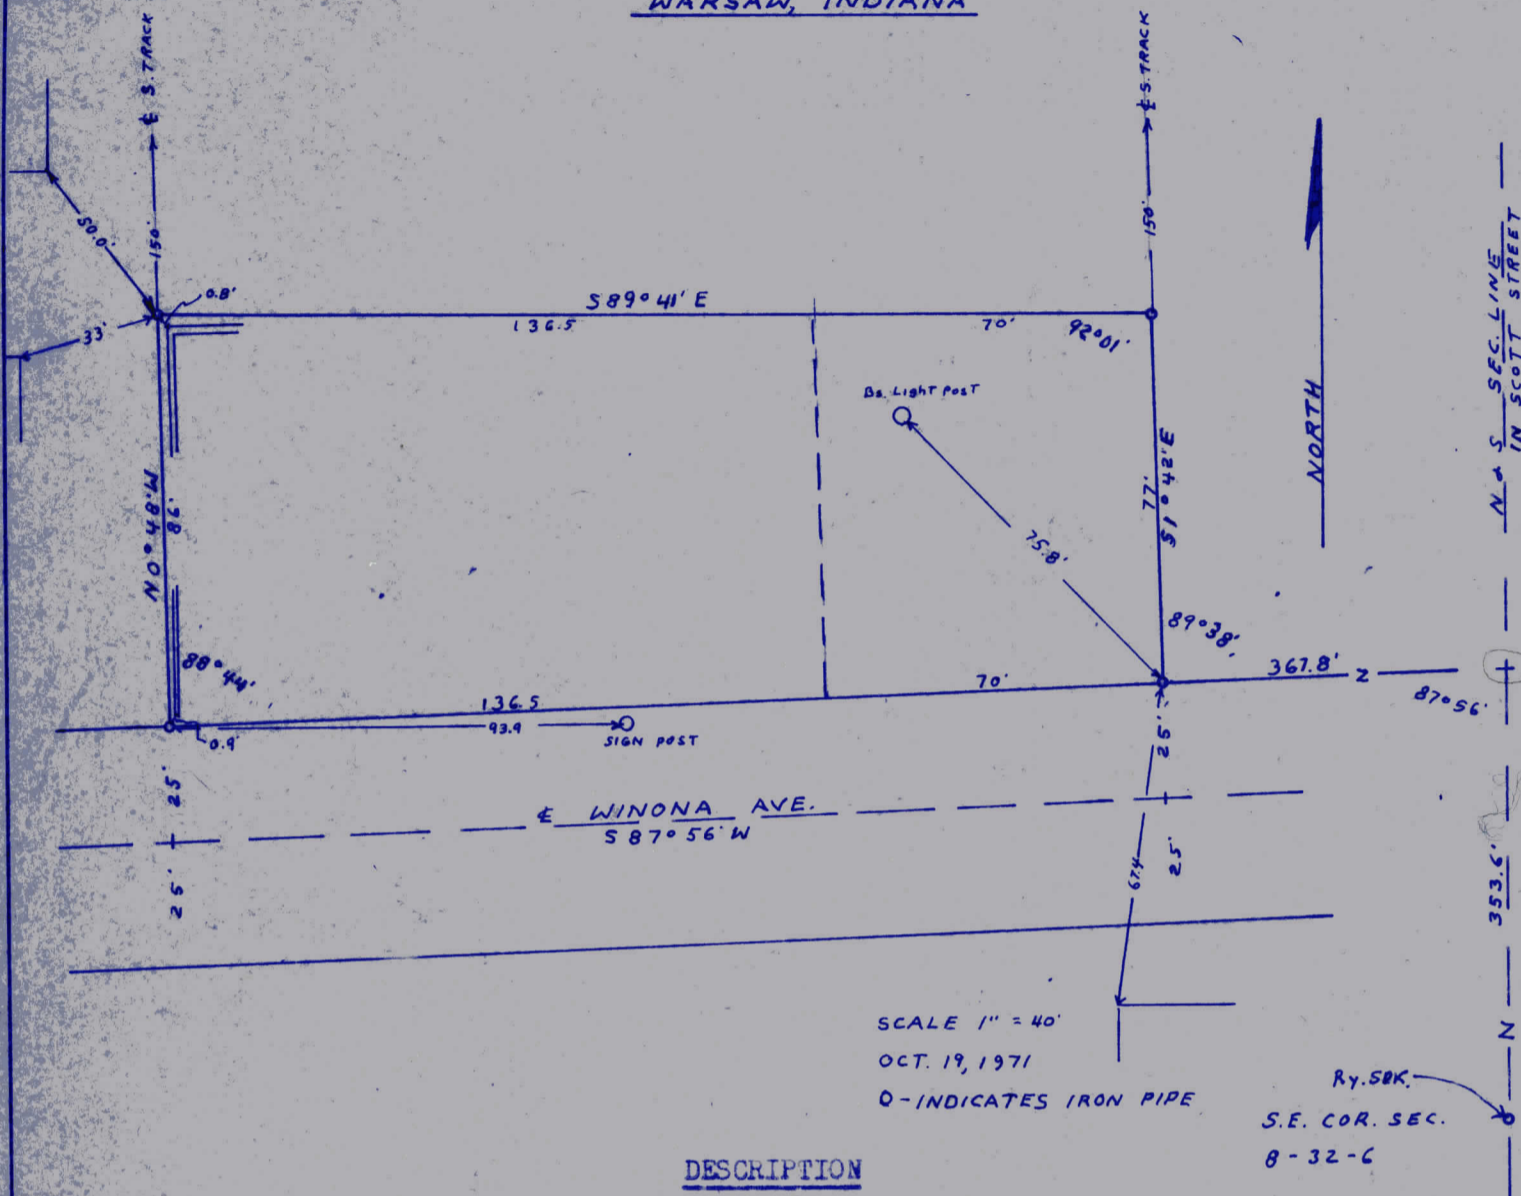 WARSAW, INDIANA
℄ S. TRACK
℄ S. TRACK
150'
150'
50.0'
33'
0.8'
S 89° 41' E
136.5
70'
92° 01'
Bs. Light Post
NORTH
N & S SEC. LINE
IN SCOTT STREET
N 0° 48' W
86'
77'
S 1° 42' E
75.8'
88° 44'
89° 38'
367.8'
87° 56'
136.5
70'
93.9
SIGN POST
0.9'
25'
25'
℄ WINONA AVE.
S 87° 56' W
25'
25'
67.4
353.6'
SCALE 1" = 40'
OCT. 19, 1971
O - INDICATES IRON PIPE
Ry. SPK.
S.E. COR. SEC.
8 - 32 - 6
DESCRIPTION